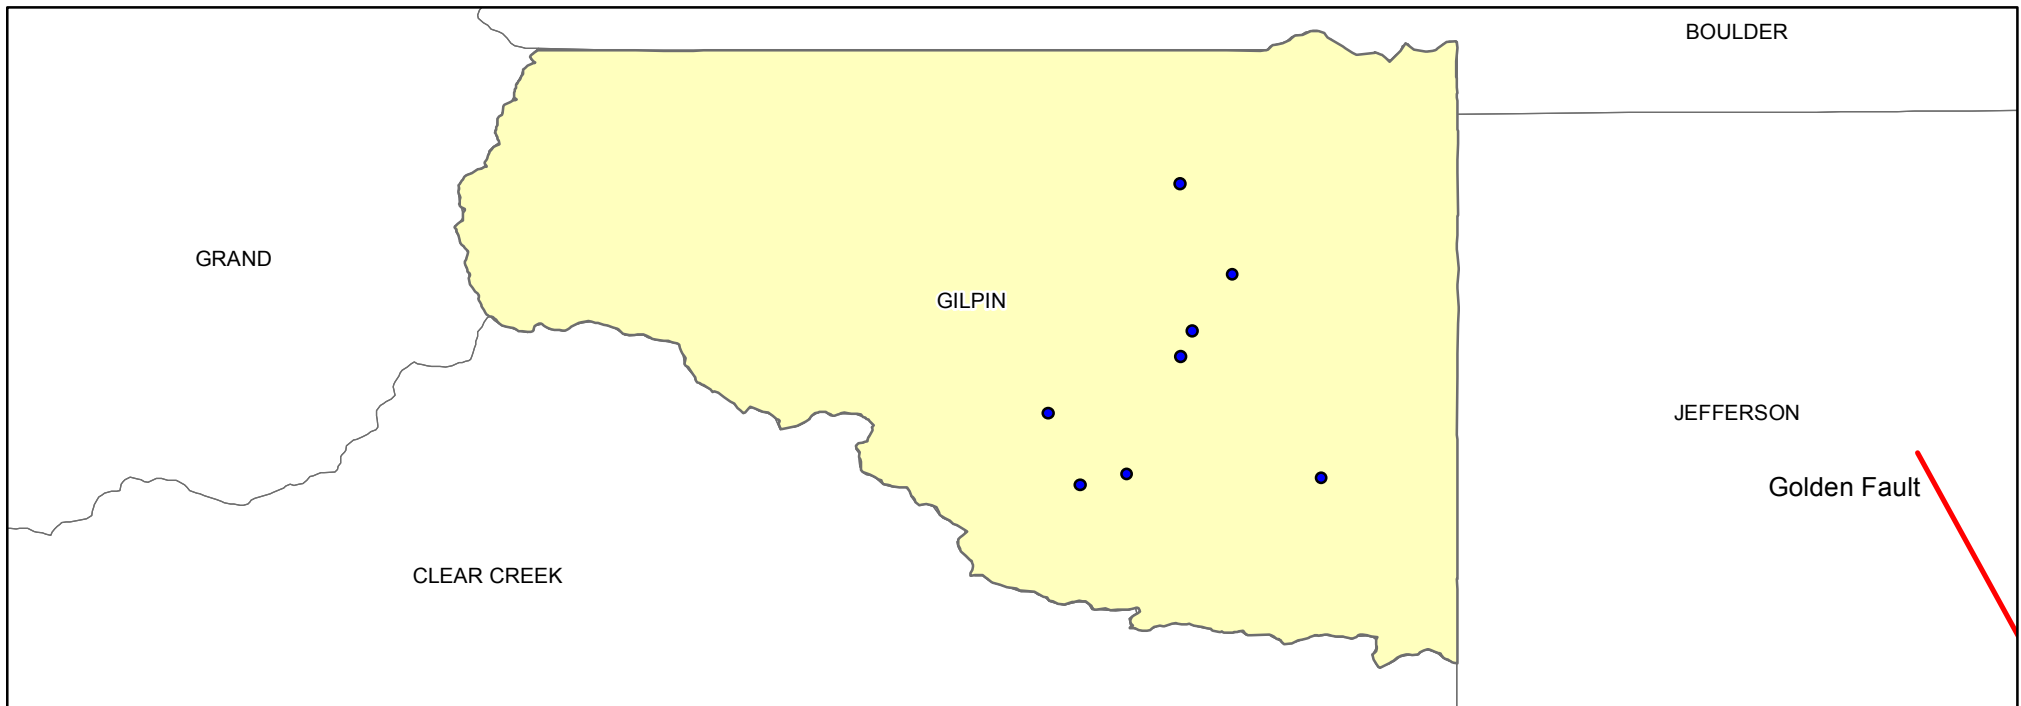 BOULDER
GRAND
GILPIN
JEFFERSON
Golden Fault
CLEAR CREEK